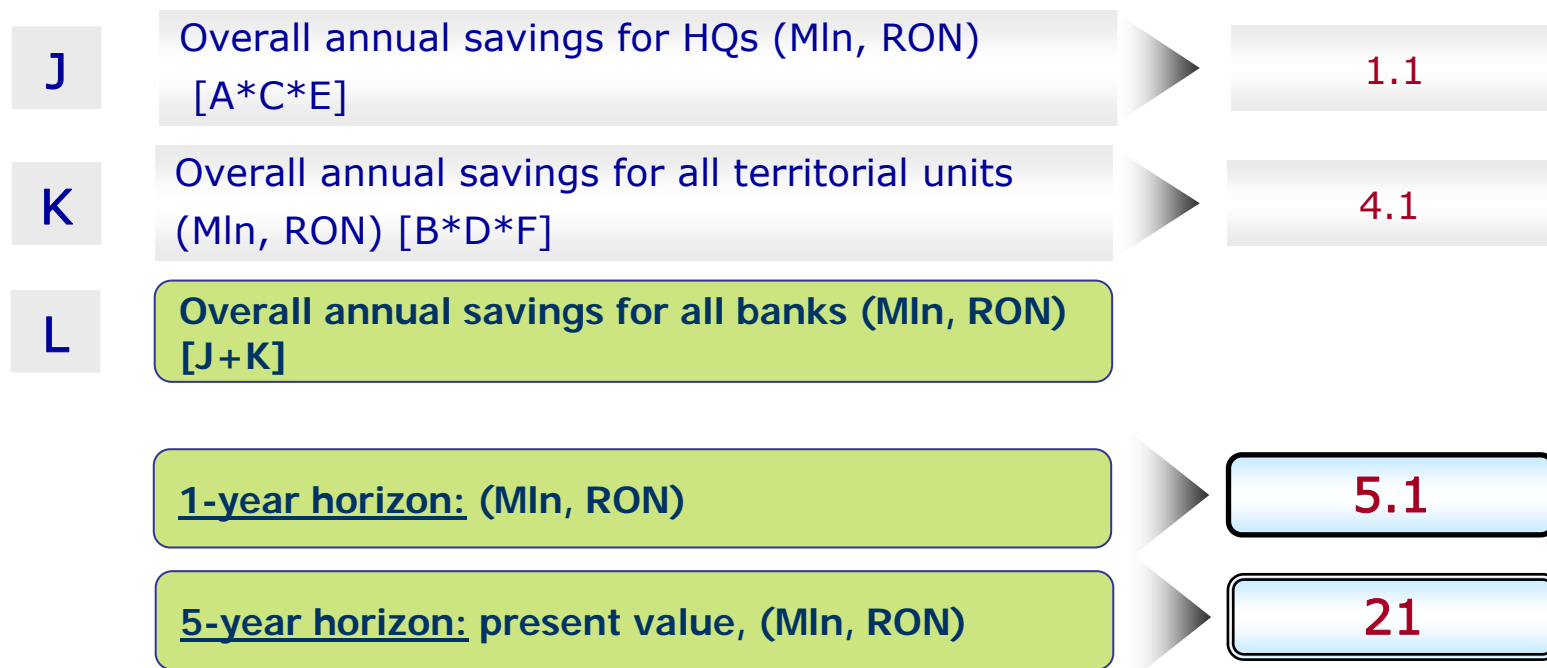 J
Overall annual savings for HQs (Mln, RON)
[A*C*E]
1.1
K
Overall annual savings for all territorial units
(Mln, RON) [B*D*F]
4.1
L
Overall annual savings for all banks (Mln, RON)
[J+K]
1-year horizon: (Mln, RON)
5.1
5-year horizon: present value, (Mln, RON)
21